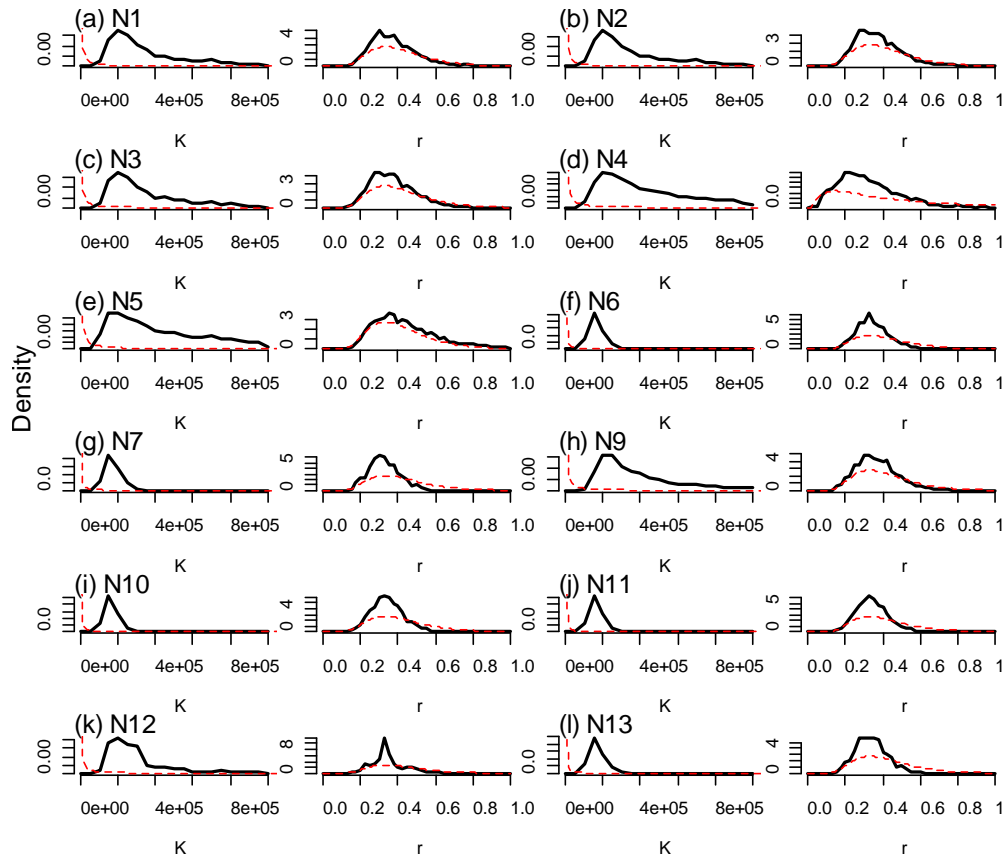 (a) N1 (b) N2
0.00 0 4 0.00 0 3
0e+00 4e+05 8e+05 0.0 0.2 0.4 0.6 0.8 1.0 0e+00 4e+05 8e+05 0.0 0.2 0.4 0.6 0.8 1
K r K r
(c) N3 (d) N4
0.00 0 3 0.00 0.0
0e+00 4e+05 8e+05 0.0 0.2 0.4 0.6 0.8 1.0 0e+00 4e+05 8e+05 0.0 0.2 0.4 0.6 0.8 1
K r K r
(e) N5 (f) N6
0.00 0 3 0.0 0 5
0e+00 4e+05 8e+05 0.0 0.2 0.4 0.6 0.8 1.0 0e+00 4e+05 8e+05 0.0 0.2 0.4 0.6 0.8 1
K r K r
Density
(g) N7 (h) N9
0.0 0 5 0.00 0 4
0e+00 4e+05 8e+05 0.0 0.2 0.4 0.6 0.8 1.0 0e+00 4e+05 8e+05 0.0 0.2 0.4 0.6 0.8 1
K r K r
(i) N10 (j) N11
0.0 0 4 0.0 0 5
0e+00 4e+05 8e+05 0.0 0.2 0.4 0.6 0.8 1.0 0e+00 4e+05 8e+05 0.0 0.2 0.4 0.6 0.8 1
K r K r
(k) N12 (l) N13
0.00 0 8 0.0 0 4
0e+00 4e+05 8e+05 0.0 0.2 0.4 0.6 0.8 1.0 0e+00 4e+05 8e+05 0.0 0.2 0.4 0.6 0.8 1
K r K r